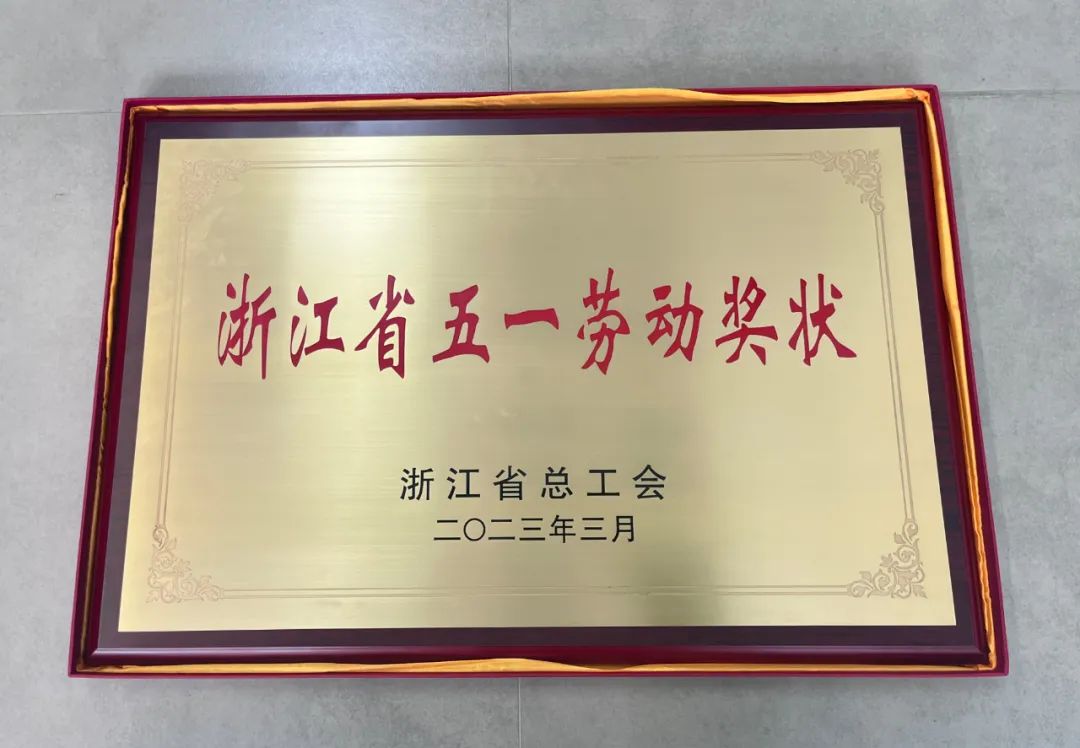 浙江省五一劳动奖状
浙江省总工会
二〇二三年三月